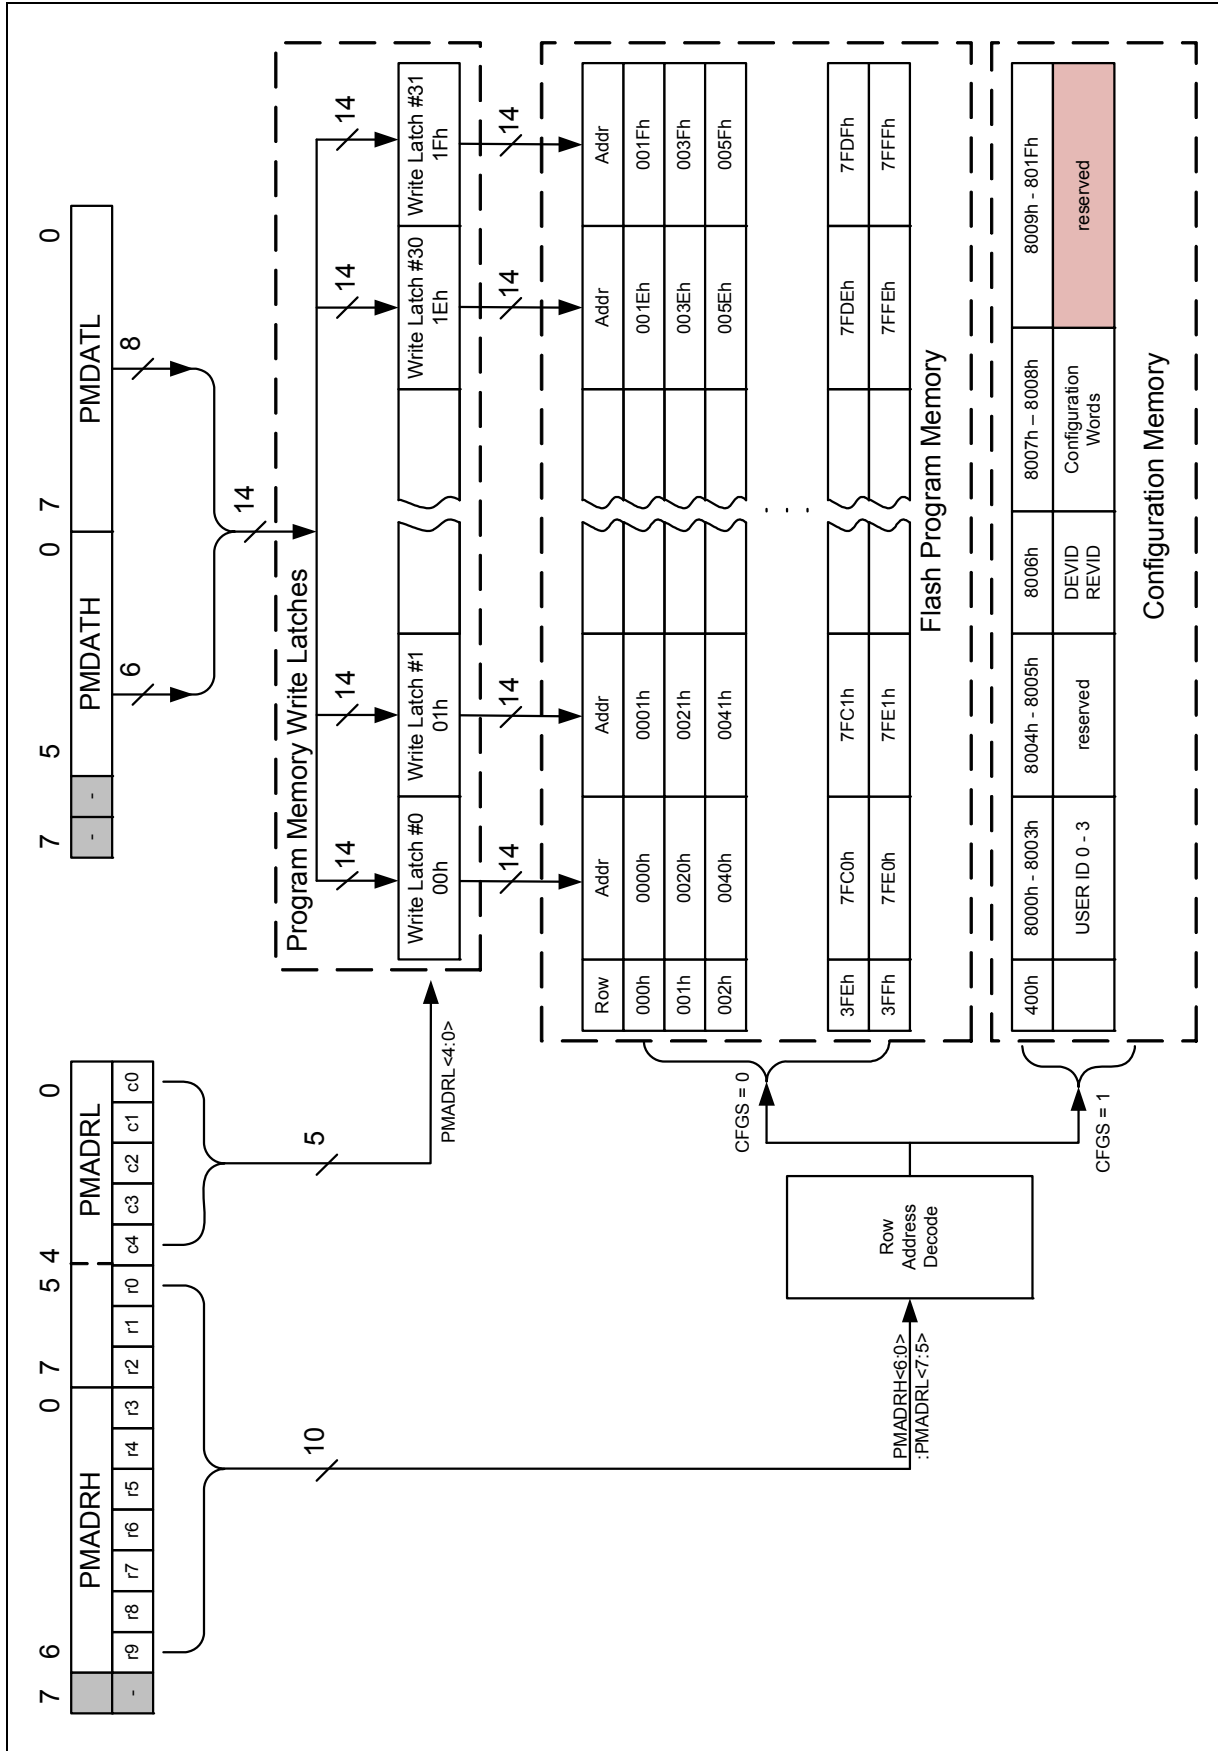 7 6 0 7 5 4 0
PMADRH PMADRL
- r9 r8 r7 r6 r5 r4 r3 r2 r1 r0 c4 c3 c2 c1 c0
7 5 0 7 0
PMDATH PMDATL
- -
6 8
14
10
5
PMADRL<4:0>
Program Memory Write Latches
14 14 14 14
Write Latch #0 Write Latch #1 Write Latch #30 Write Latch #31
00h 01h 1Eh 1Fh
14 14 14 14
Row Addr Addr Addr Addr
000h 0000h 0001h 001Eh 001Fh
001h 0020h 0021h 003Eh 003Fh
002h 0040h 0041h 005Eh 005Fh
. . .
3FEh 7FC0h 7FC1h 7FDEh 7FDFh
3FFh 7FE0h 7FE1h 7FFEh 7FFFh
Flash Program Memory
CFGS = 0
PMADRH<6:0>
:PMADRL<7:5>
Row
Address
Decode
CFGS = 1
400h 8000h - 8003h 8004h - 8005h 8006h 8007h – 8008h 8009h - 801Fh
USER ID 0 - 3 reserved DEVID Configuration reserved
REVID Words
Configuration Memory